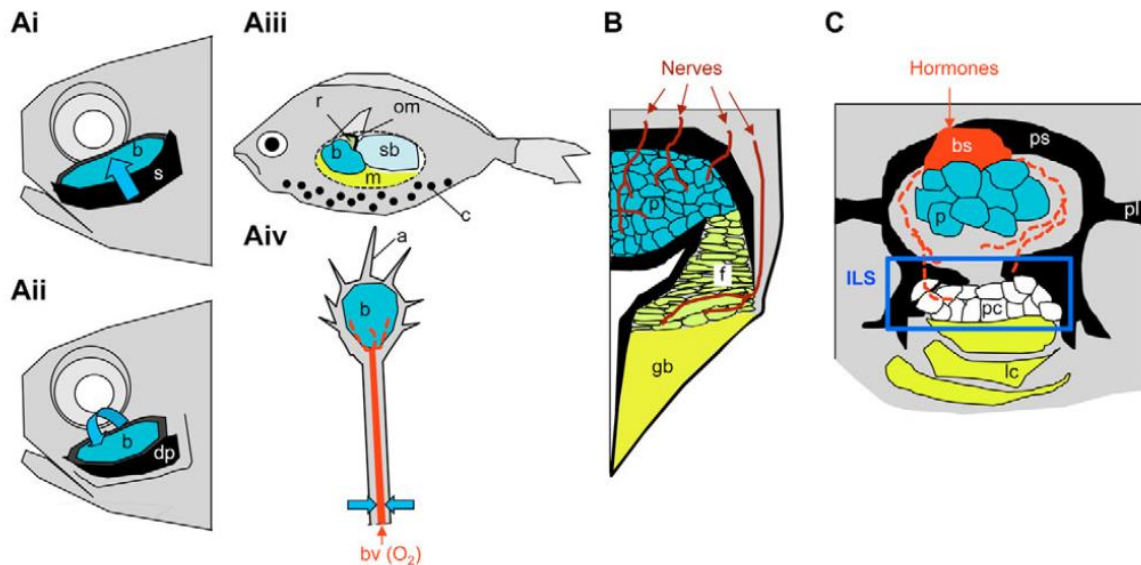 Ai
b
s
Aii
b
dp
Aiii
r
om
b
sb
m
c
Aiv
a
b
bv (O₂)
B
Nerves
p
f
gb
C
Hormones
bs
ps
p
pl
ILS
pc
lc